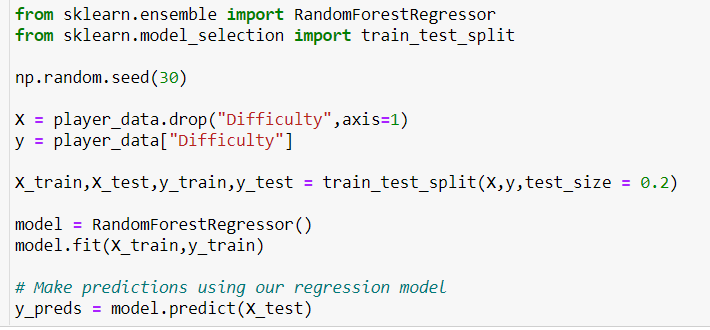 from sklearn.ensemble import RandomForestRegressor
from sklearn.model_selection import train_test_split
np.random.seed(30)
X = player_data.drop("Difficulty",axis=1)
y = player_data["Difficulty"]
X_train,X_test,y_train,y_test = train_test_split(X,y,test_size = 0.2)
model = RandomForestRegressor()
model.fit(X_train,y_train)
# Make predictions using our regression model
y_preds = model.predict(X_test)